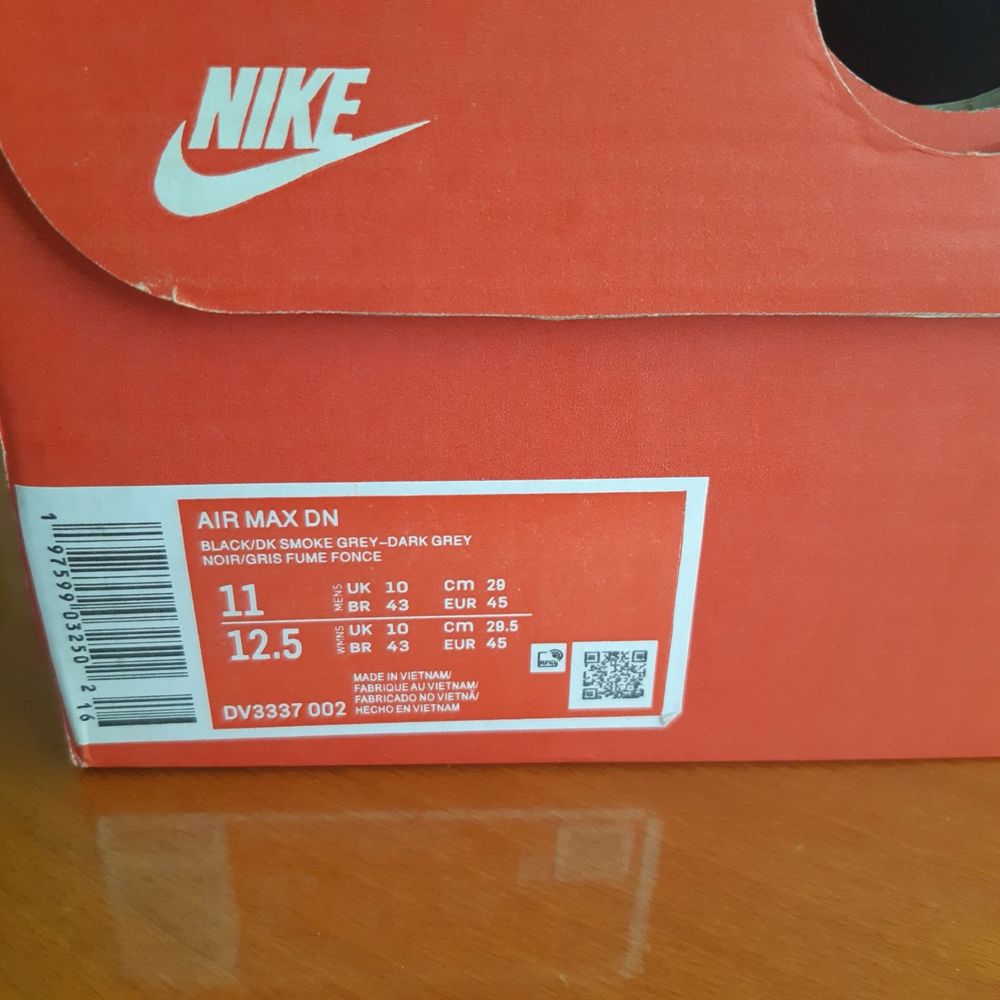 NIKE
AIR MAX DN
BLACK/DK SMOKE GREY-DARK GREY
NOIR/GRIS FUME FONCE
11 MENS UK 10 cm 29
BR 43 EUR 45
12.5 WMNS UK 10 cm 29.5
BR 43 EUR 45
RFID
MADE IN VIETNAM/
FABRIQUE AU VIETNAM/
FABRICADO NO VIETNÃ/
HECHO EN VIETNAM
DV3337 002
1 97599 03250 2 16